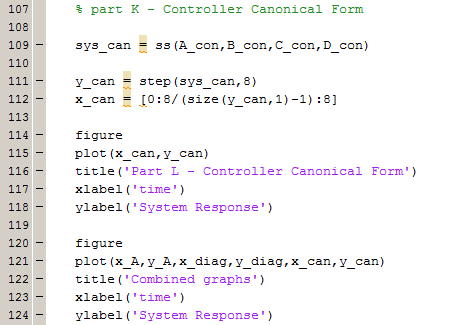 107 % part K - Controller Canonical Form
108
109 - sys_can = ss(A_con,B_con,C_con,D_con)
110
111 - y_can = step(sys_can,8)
112 - x_can = [0:8/(size(y_can,1)-1):8]
113
114 - figure
115 - plot(x_can,y_can)
116 - title('Part L - Controller Canonical Form')
117 - xlabel('time')
118 - ylabel('System Response')
119
120 - figure
121 - plot(x_A,y_A,x_diag,y_diag,x_can,y_can)
122 - title('Combined graphs')
123 - xlabel('time')
124 - ylabel('System Response')